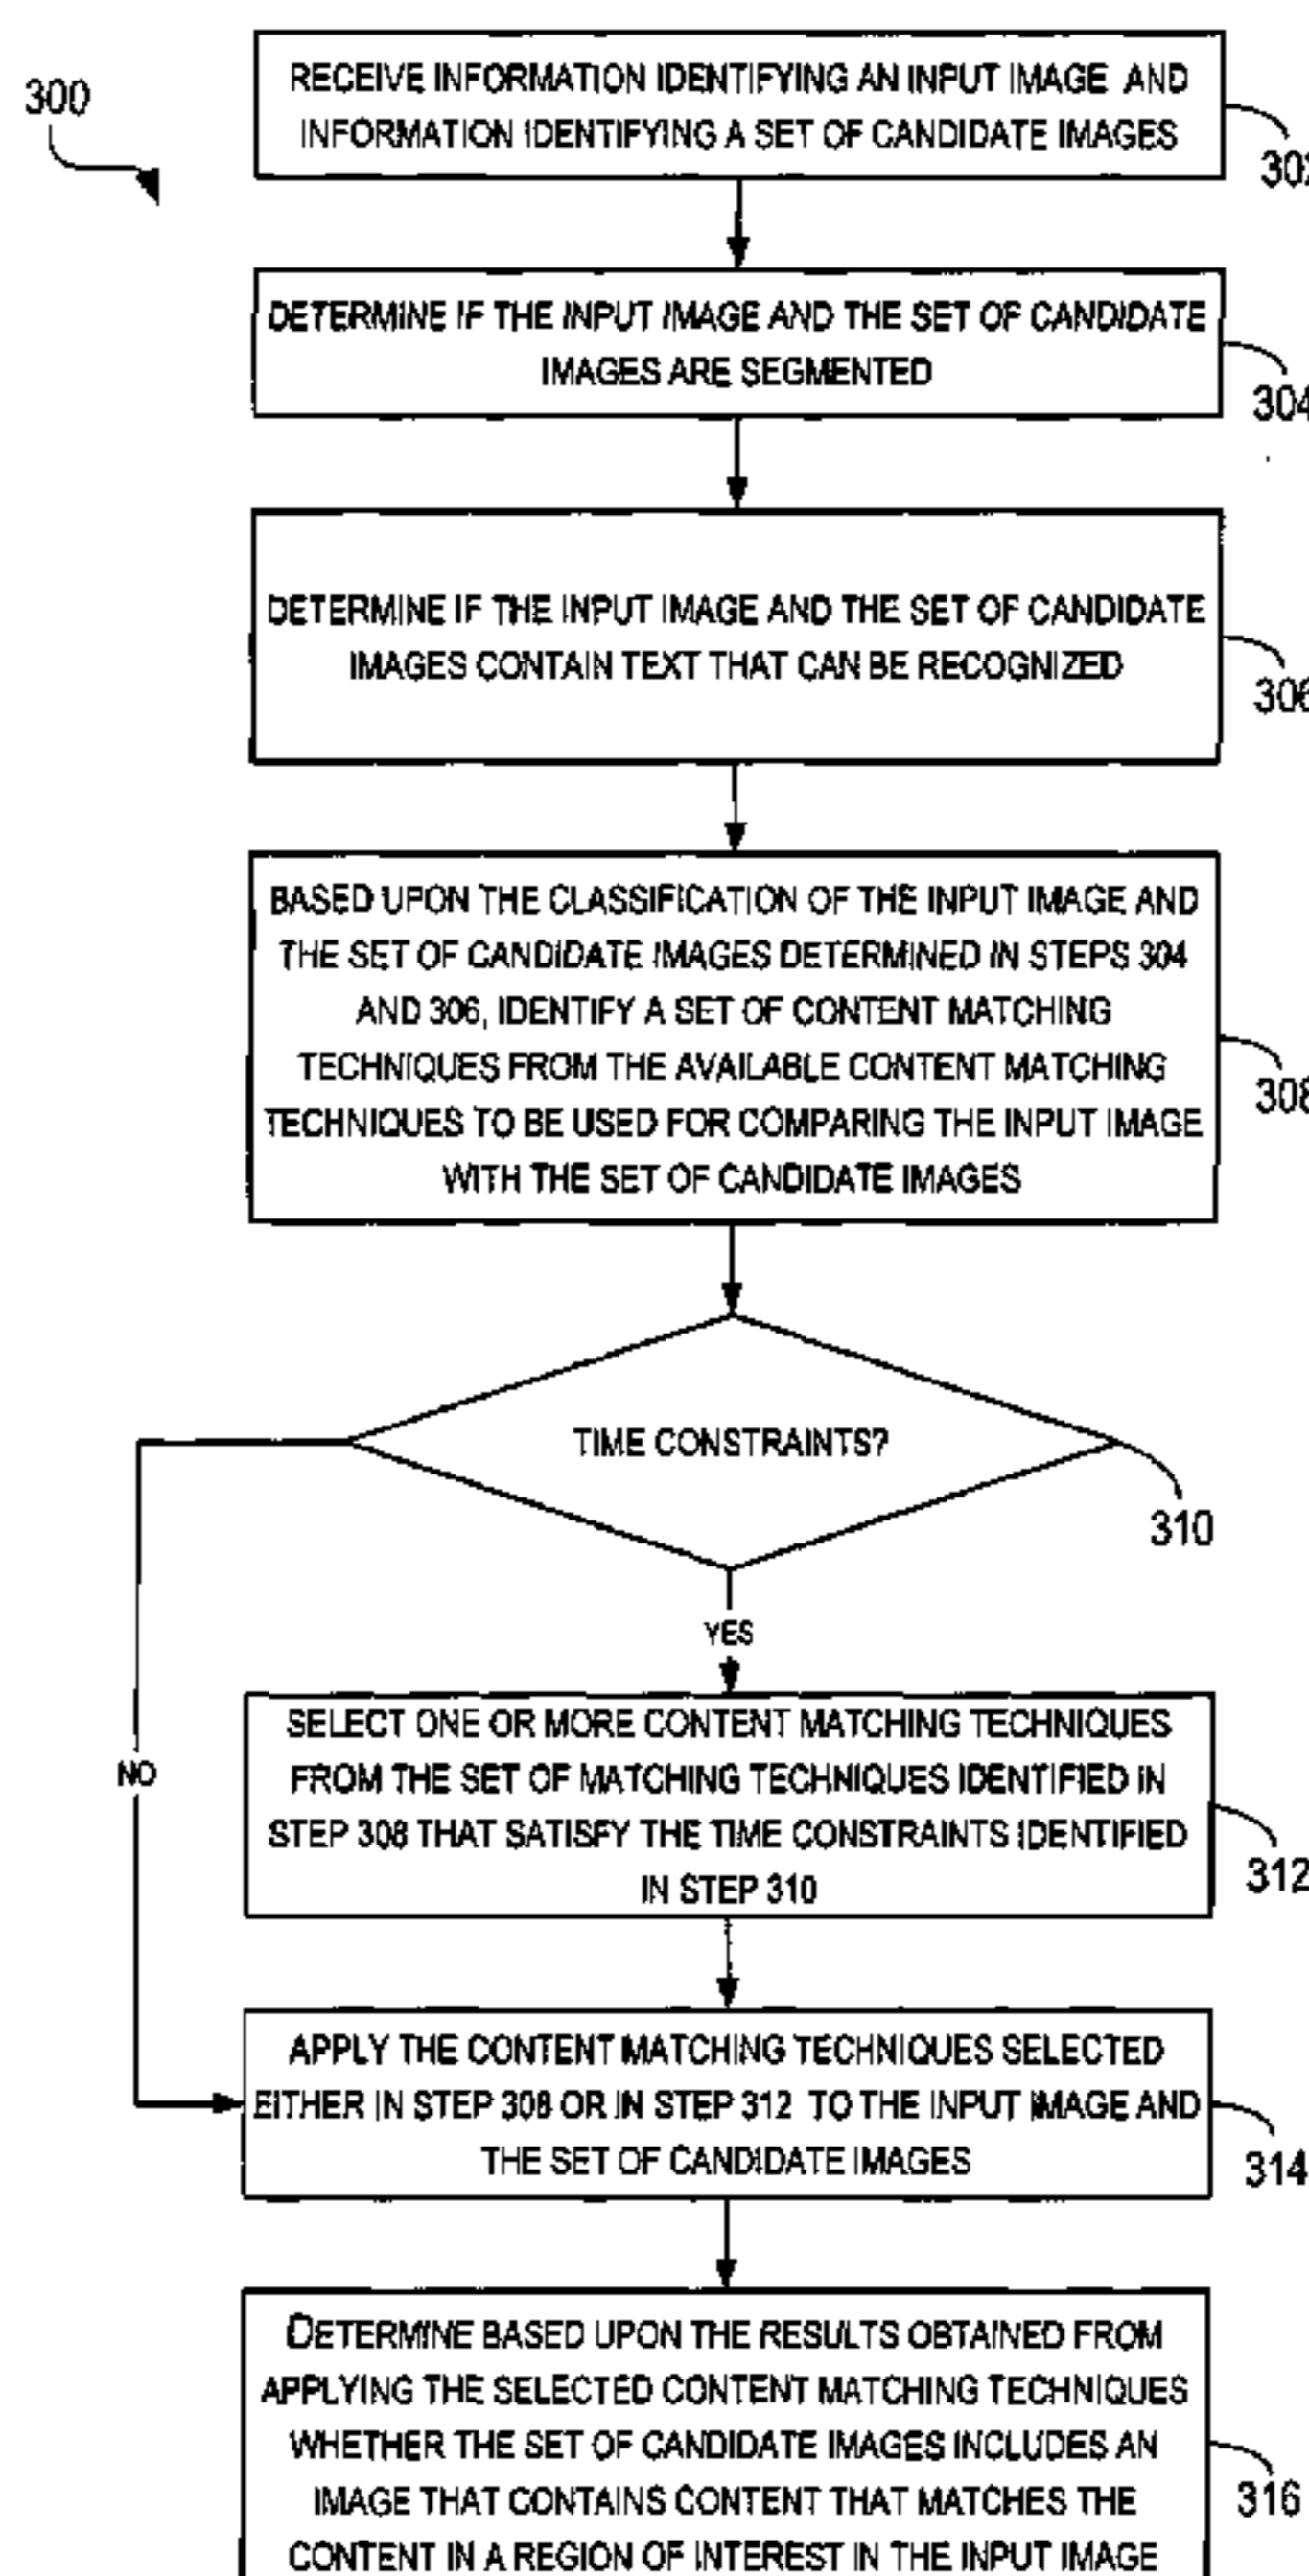 300
RECEIVE INFORMATION IDENTIFYING AN INPUT IMAGE AND
INFORMATION IDENTIFYING A SET OF CANDIDATE IMAGES
302
DETERMINE IF THE INPUT IMAGE AND THE SET OF CANDIDATE
IMAGES ARE SEGMENTED
304
DETERMINE IF THE INPUT IMAGE AND THE SET OF CANDIDATE
IMAGES CONTAIN TEXT THAT CAN BE RECOGNIZED
306
BASED UPON THE CLASSIFICATION OF THE INPUT IMAGE AND
THE SET OF CANDIDATE IMAGES DETERMINED IN STEPS 304
AND 306, IDENTIFY A SET OF CONTENT MATCHING
TECHNIQUES FROM THE AVAILABLE CONTENT MATCHING
TECHNIQUES TO BE USED FOR COMPARING THE INPUT IMAGE
WITH THE SET OF CANDIDATE IMAGES
308
TIME CONSTRAINTS?
310
YES
NO
SELECT ONE OR MORE CONTENT MATCHING TECHNIQUES
FROM THE SET OF MATCHING TECHNIQUES IDENTIFIED IN
STEP 308 THAT SATISFY THE TIME CONSTRAINTS IDENTIFIED
IN STEP 310
312
APPLY THE CONTENT MATCHING TECHNIQUES SELECTED
EITHER IN STEP 308 OR IN STEP 312 TO THE INPUT IMAGE AND
THE SET OF CANDIDATE IMAGES
314
DETERMINE BASED UPON THE RESULTS OBTAINED FROM
APPLYING THE SELECTED CONTENT MATCHING TECHNIQUES
WHETHER THE SET OF CANDIDATE IMAGES INCLUDES AN
IMAGE THAT CONTAINS CONTENT THAT MATCHES THE
CONTENT IN A REGION OF INTEREST IN THE INPUT IMAGE
316